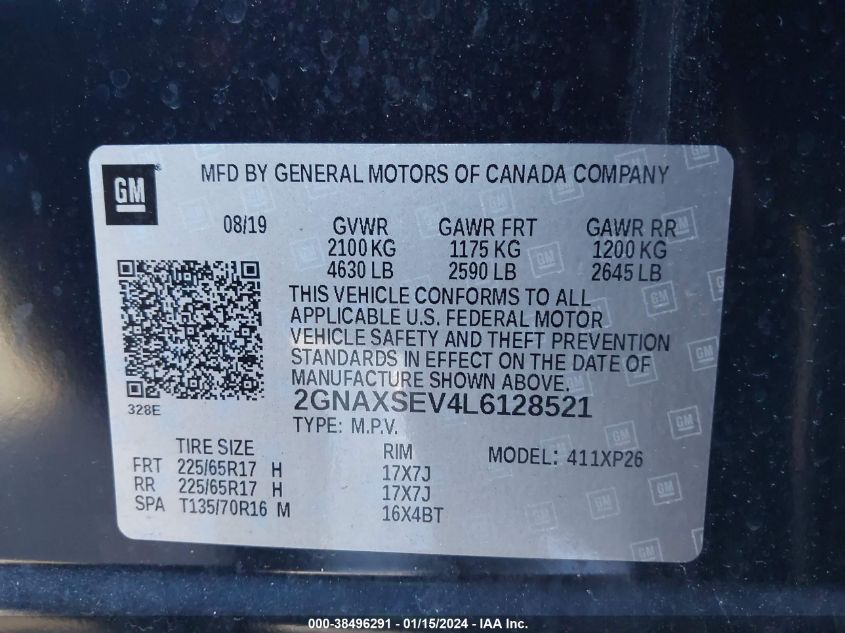 GM
MFD BY GENERAL MOTORS OF CANADA COMPANY
08/19 GVWR GAWR FRT GAWR RR
2100 KG 1175 KG 1200 KG
4630 LB 2590 LB 2645 LB
THIS VEHICLE CONFORMS TO ALL
APPLICABLE U.S. FEDERAL MOTOR
VEHICLE SAFETY AND THEFT PREVENTION
STANDARDS IN EFFECT ON THE DATE OF
MANUFACTURE SHOWN ABOVE.
328E
2GNAXSEV4L6128521
TYPE: M.P.V.
TIRE SIZE RIM MODEL: 411XP26
FRT 225/65R17 H 17X7J
RR 225/65R17 H 17X7J
SPA T135/70R16 M 16X4BT
000-38496291 - 01/15/2024 - IAA Inc.